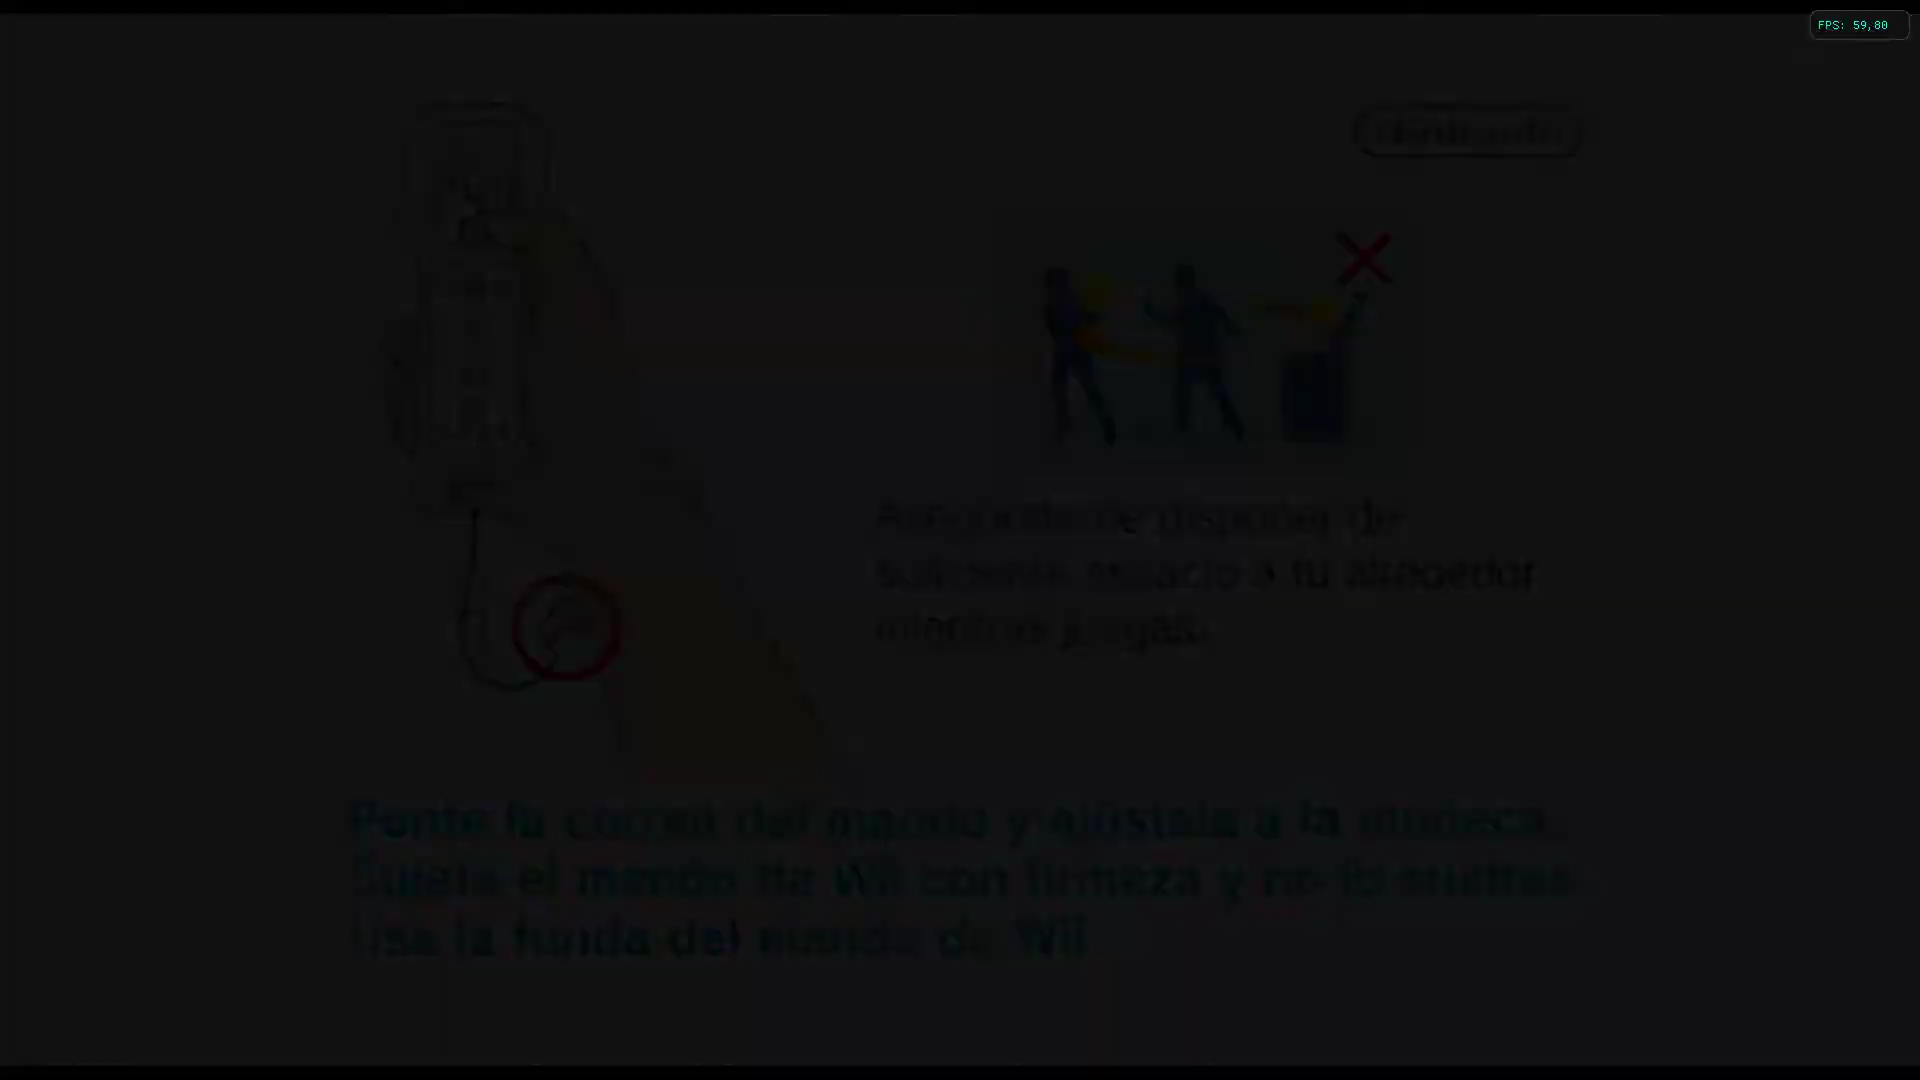 FPS: 59,80
Nintendo
Asegúrate de disponer de
suficiente espacio a tu alrededor
mientras juegas.
Ponte la correa del mando y ajústala a la muñeca.
Sujeta el mando de Wii con firmeza y no lo sueltes.
Usa la funda del mando de Wii.